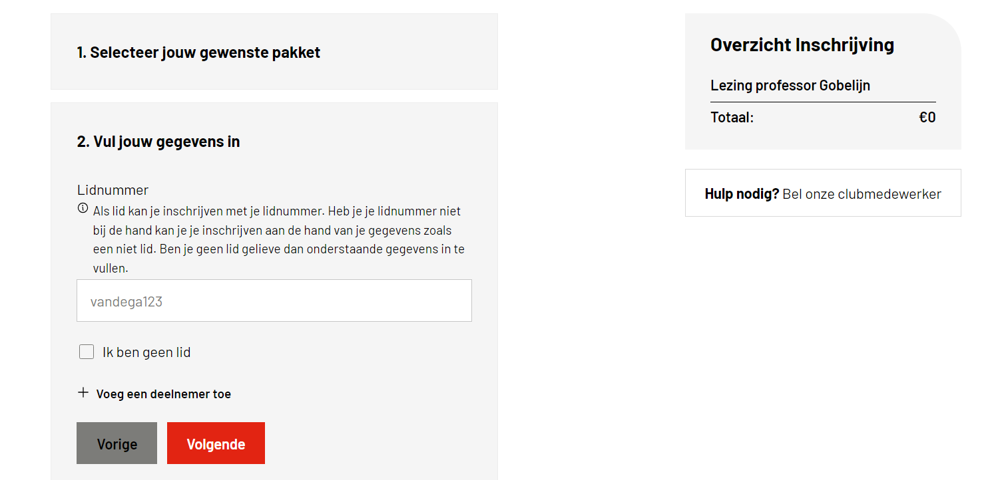 1. Selecteer jouw gewenste pakket
2. Vul jouw gegevens in
Lidnummer
Als lid kan je inschrijven met je lidnummer. Heb je je lidnummer niet
bij de hand kan je je inschrijven aan de hand van je gegevens zoals
een niet lid. Ben je geen lid gelieve dan onderstaande gegevens in te
vullen.
vandega123
Ik ben geen lid
Voeg een deelnemer toe
Vorige Volgende
Overzicht Inschrijving
Lezing professor Gobelijn
Totaal: €0
Hulp nodig? Bel onze clubmedewerker